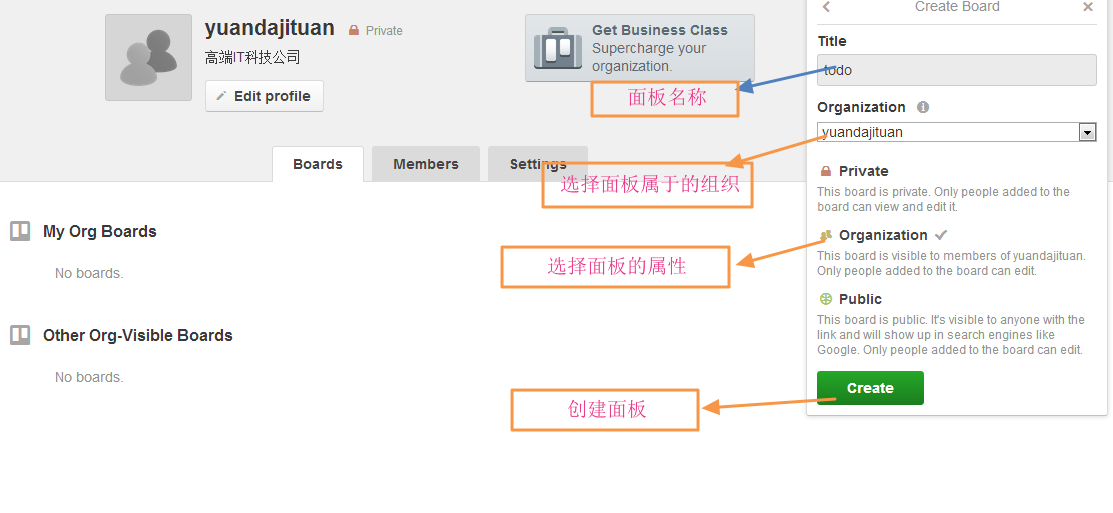 yuandajituan
Private
高端IT科技公司
Edit profile
Get Business Class
Supercharge your
organization.
Boards
Members
Settings
My Org Boards
No boards.
Other Org-Visible Boards
No boards.
面板名称
选择面板属于的组织
选择面板的属性
创建面板
Create Board
Title
todo
Organization
yuandajituan
Private
This board is private. Only people added to the
board can view and edit it.
Organization
This board is visible to members of yuandajituan.
Only people added to the board can edit.
Public
This board is public. It's visible to anyone with the
link and will show up in search engines like
Google. Only people added to the board can edit.
Create